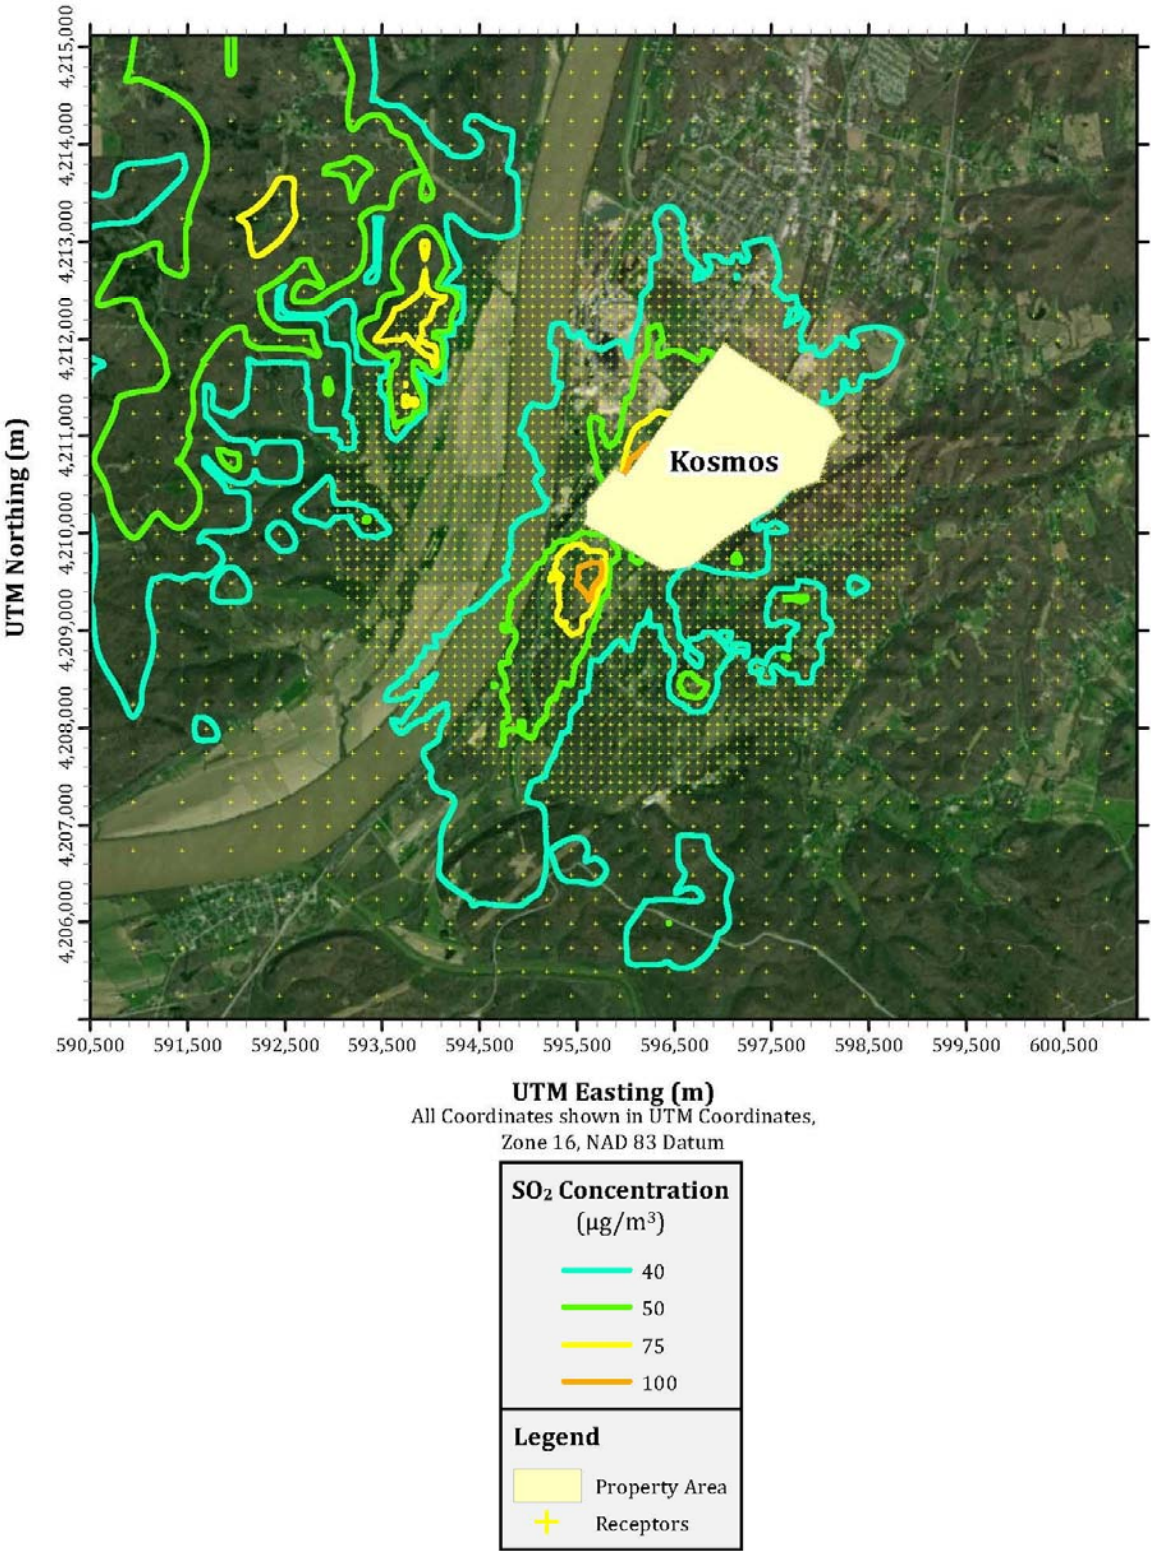 4,215,000
4,214,000
4,213,000
4,212,000
4,211,000
4,210,000
4,209,000
4,208,000
4,207,000
4,206,000
UTM Northing (m)
Kosmos
590,500 591,500 592,500 593,500 594,500 595,500 596,500 597,500 598,500 599,500 600,500
UTM Easting (m)
All Coordinates shown in UTM Coordinates,
Zone 16, NAD 83 Datum
SO₂ Concentration
(µg/m³)
40
50
75
100
Legend
Property Area
Receptors